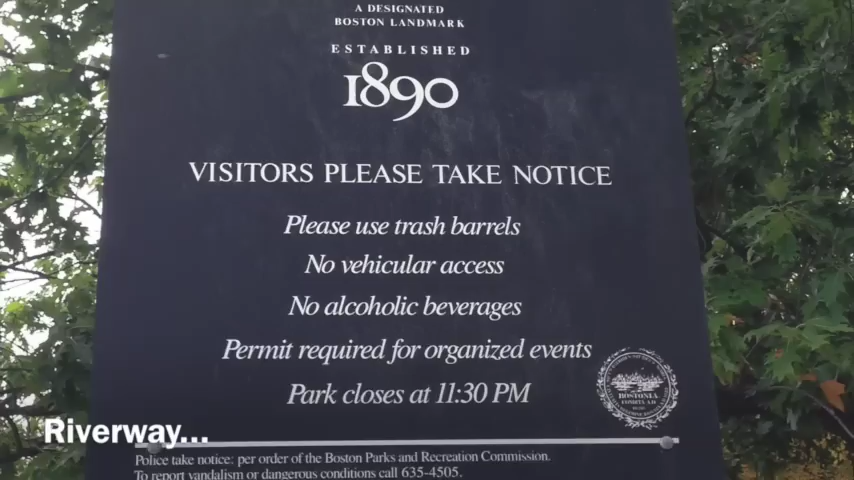 A DESIGNATED
BOSTON LANDMARK
ESTABLISHED
1890
VISITORS PLEASE TAKE NOTICE
Please use trash barrels
No vehicular access
No alcoholic beverages
Permit required for organized events
Park closes at 11:30 PM
BOSTONIA
CONDITA A.D.
Riverway...
Police take notice: per order of the Boston Parks and Recreation Commission.
To report vandalism or dangerous conditions call 635-4505.